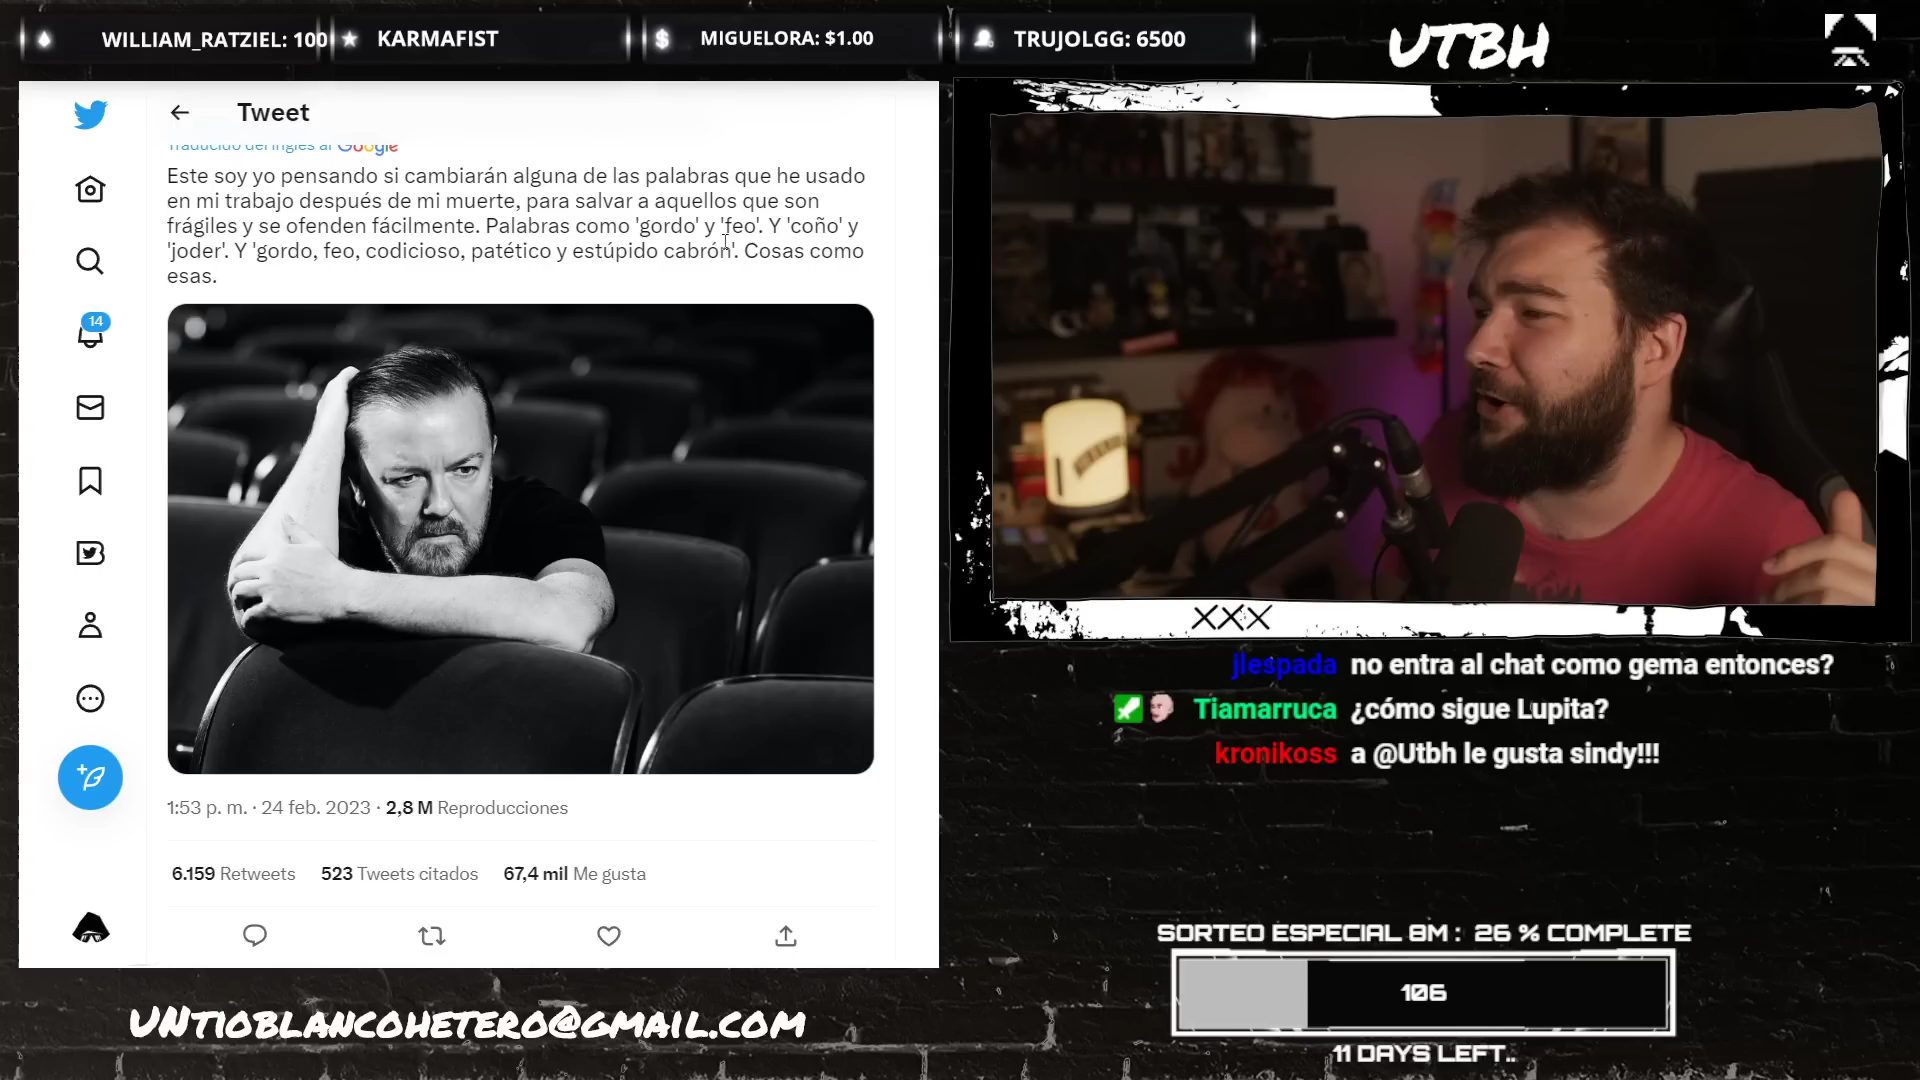 WILLIAM_RATZIEL: 100
KARMAFIST
MIGUELORA: $1.00
TRUJOLGG: 6500
UTBH
Tweet
Traducido del inglés al Google
Este soy yo pensando si cambiarán alguna de las palabras que he usado
en mi trabajo después de mi muerte, para salvar a aquellos que son
frágiles y se ofenden fácilmente. Palabras como 'gordo' y 'feo'. Y 'coño' y
'joder'. Y 'gordo, feo, codicioso, patético y estúpido cabrón'. Cosas como
esas.
14
1:53 p. m. · 24 feb. 2023 · 2,8 M Reproducciones
6.159 Retweets 523 Tweets citados 67,4 mil Me gusta
XXX
jlespada no entra al chat como gema entonces?
Tiamarruca ¿cómo sigue Lupita?
kronikoss a @Utbh le gusta sindy!!!
SORTEO ESPECIAL 8M : 26 % COMPLETE
106
11 DAYS LEFT..
UNTIOBLANCOHETERO@GMAIL.COM